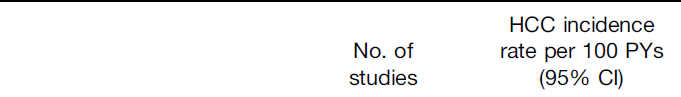 No. of
studies
HCC incidence
rate per 100 PYs
(95% CI)